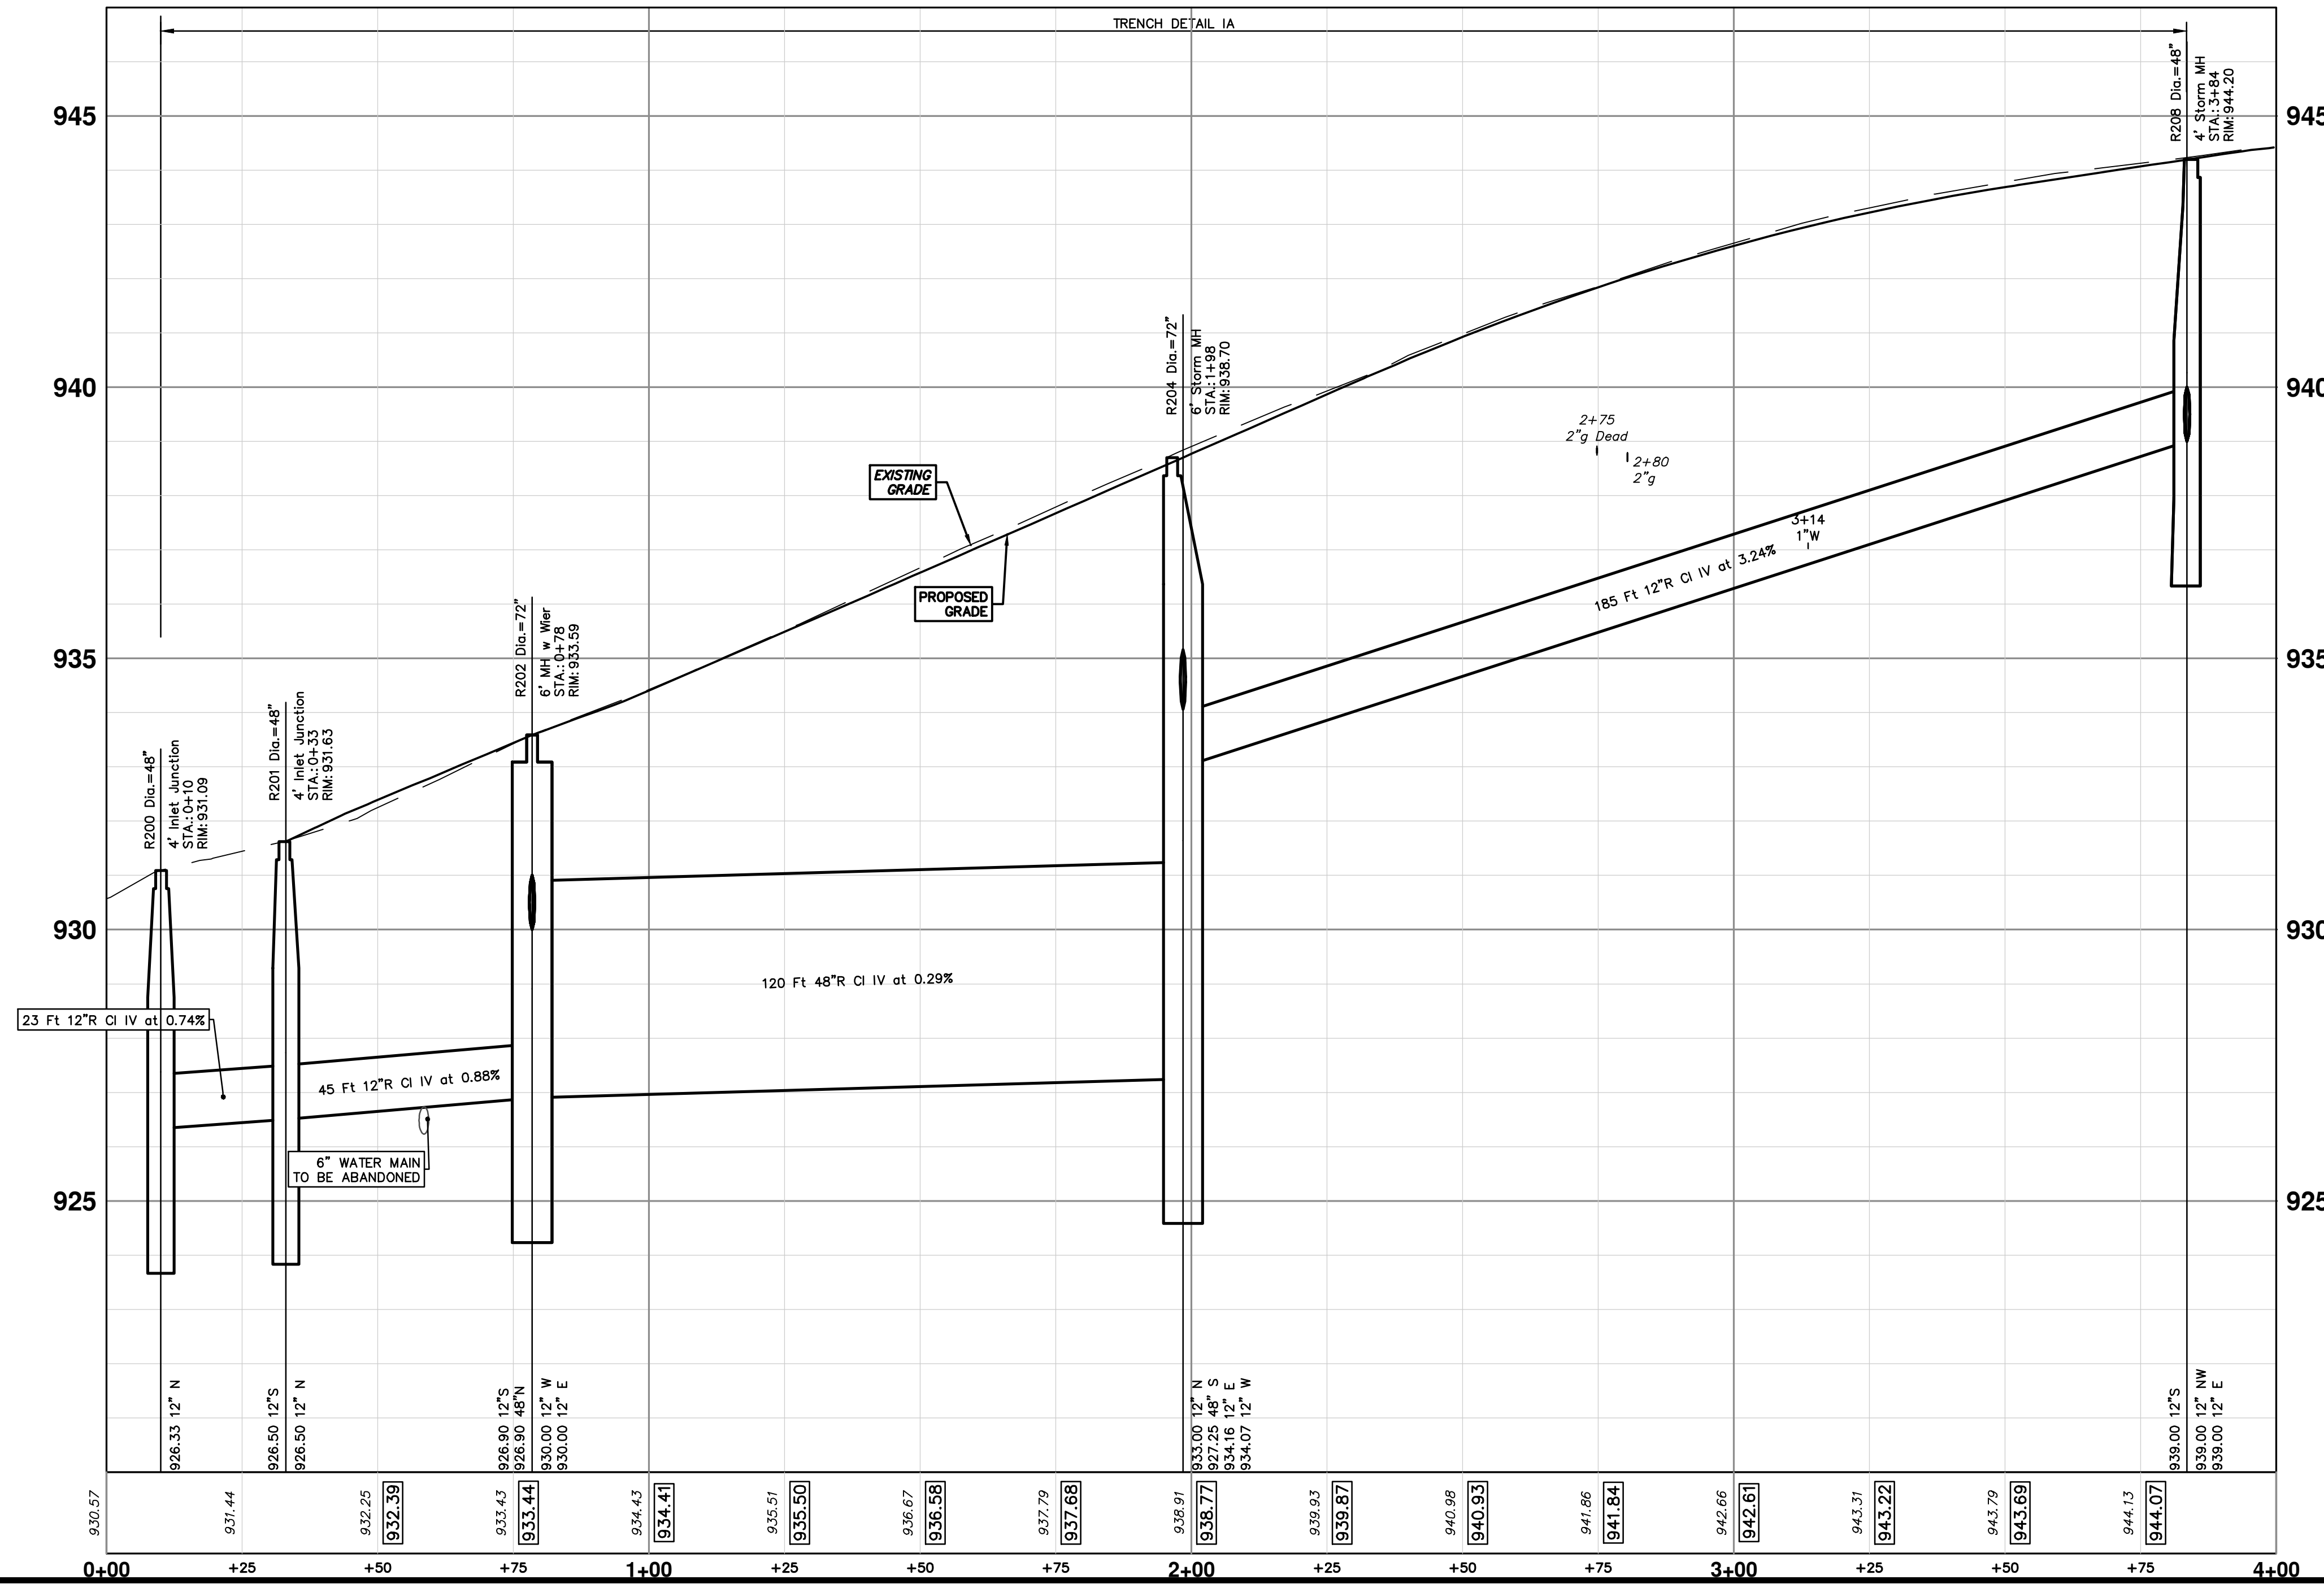 TRENCH DETAIL IA
R208 Dia.=48"
4' Storm MH
STA.:3+84
RIM:944.20
945
945
R204 Dia.=72"
6' Storm MH
STA.:1+98
RIM:938.70
940
940
2+75
2"g Dead
2+80
2"g
EXISTING
GRADE
PROPOSED
GRADE
3+14
1"W
185 Ft 12"R CI IV at 3.24%
R202 Dia.=72"
6' MH w Wier
STA.:0+78
RIM:933.59
935
935
R201 Dia.=48"
4' Inlet Junction
STA.:0+33
RIM:931.63
R200 Dia.=48"
4' Inlet Junction
STA.:0+10
RIM:931.09
930
930
120 Ft 48"R CI IV at 0.29%
23 Ft 12"R CI IV at 0.74%
45 Ft 12"R CI IV at 0.88%
6" WATER MAIN
TO BE ABANDONED
925
925
926.33 12" N
926.50 12"S
926.50 12" N
926.90 12"S
926.90 48"N
930.00 12" W
930.00 12" E
933.00 12" N
927.25 48" S
934.16 12" E
934.07 12" W
939.00 12"S
939.00 12" NW
939.00 12" E
930.57
931.44
932.25
932.39
933.43
933.44
934.43
934.41
935.51
935.50
936.67
936.58
937.79
937.68
938.91
938.77
939.93
939.87
940.98
940.93
941.86
941.84
942.66
942.61
943.31
943.22
943.79
943.69
944.13
944.07
0+00
+25
+50
+75
1+00
+25
+50
+75
2+00
+25
+50
+75
3+00
+25
+50
+75
4+00